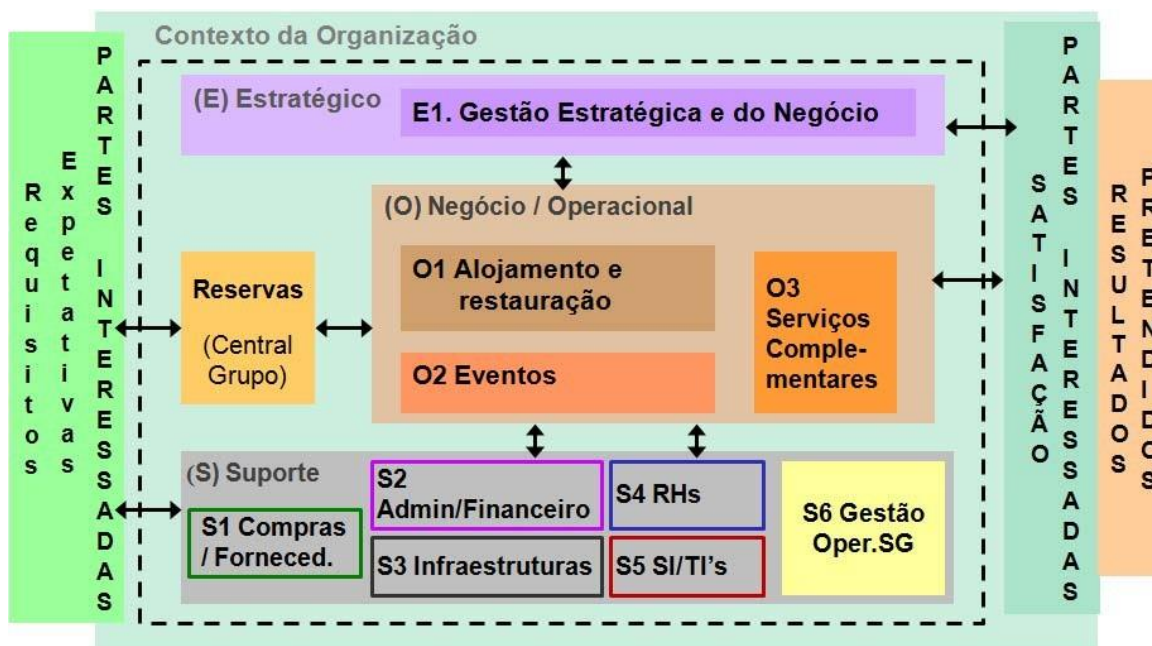 Contexto da Organização
Requisitos
Expetativas
PARTES INTERESSADAS
(E) Estratégico
E1. Gestão Estratégica e do Negócio
(O) Negócio / Operacional
Reservas
(Central
Grupo)
O1 Alojamento e
restauração
O2 Eventos
O3
Serviços
Comple-
mentares
(S) Suporte
S1 Compras
/ Forneced.
S2
Admin/Financeiro
S3 Infraestruturas
S4 RHs
S5 SI/TI’s
S6 Gestão
Oper.SG
SATISFAÇÃO
PARTES INTERESSADAS
RESULTADOS
PRETENDIDOS